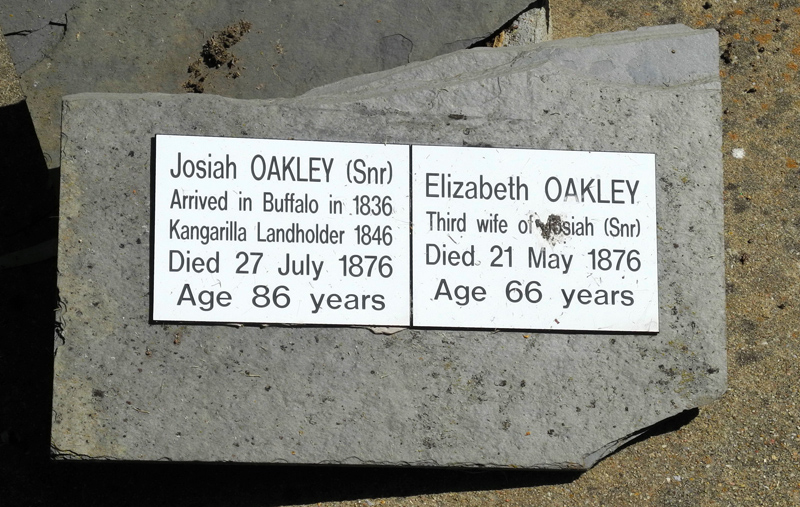 Josiah OAKLEY (Snr)
Arrived in Buffalo in 1836
Kangarilla Landholder 1846
Died 27 July 1876
Age 86 years
Elizabeth OAKLEY
Third wife of Josiah (Snr)
Died 21 May 1876
Age 66 years